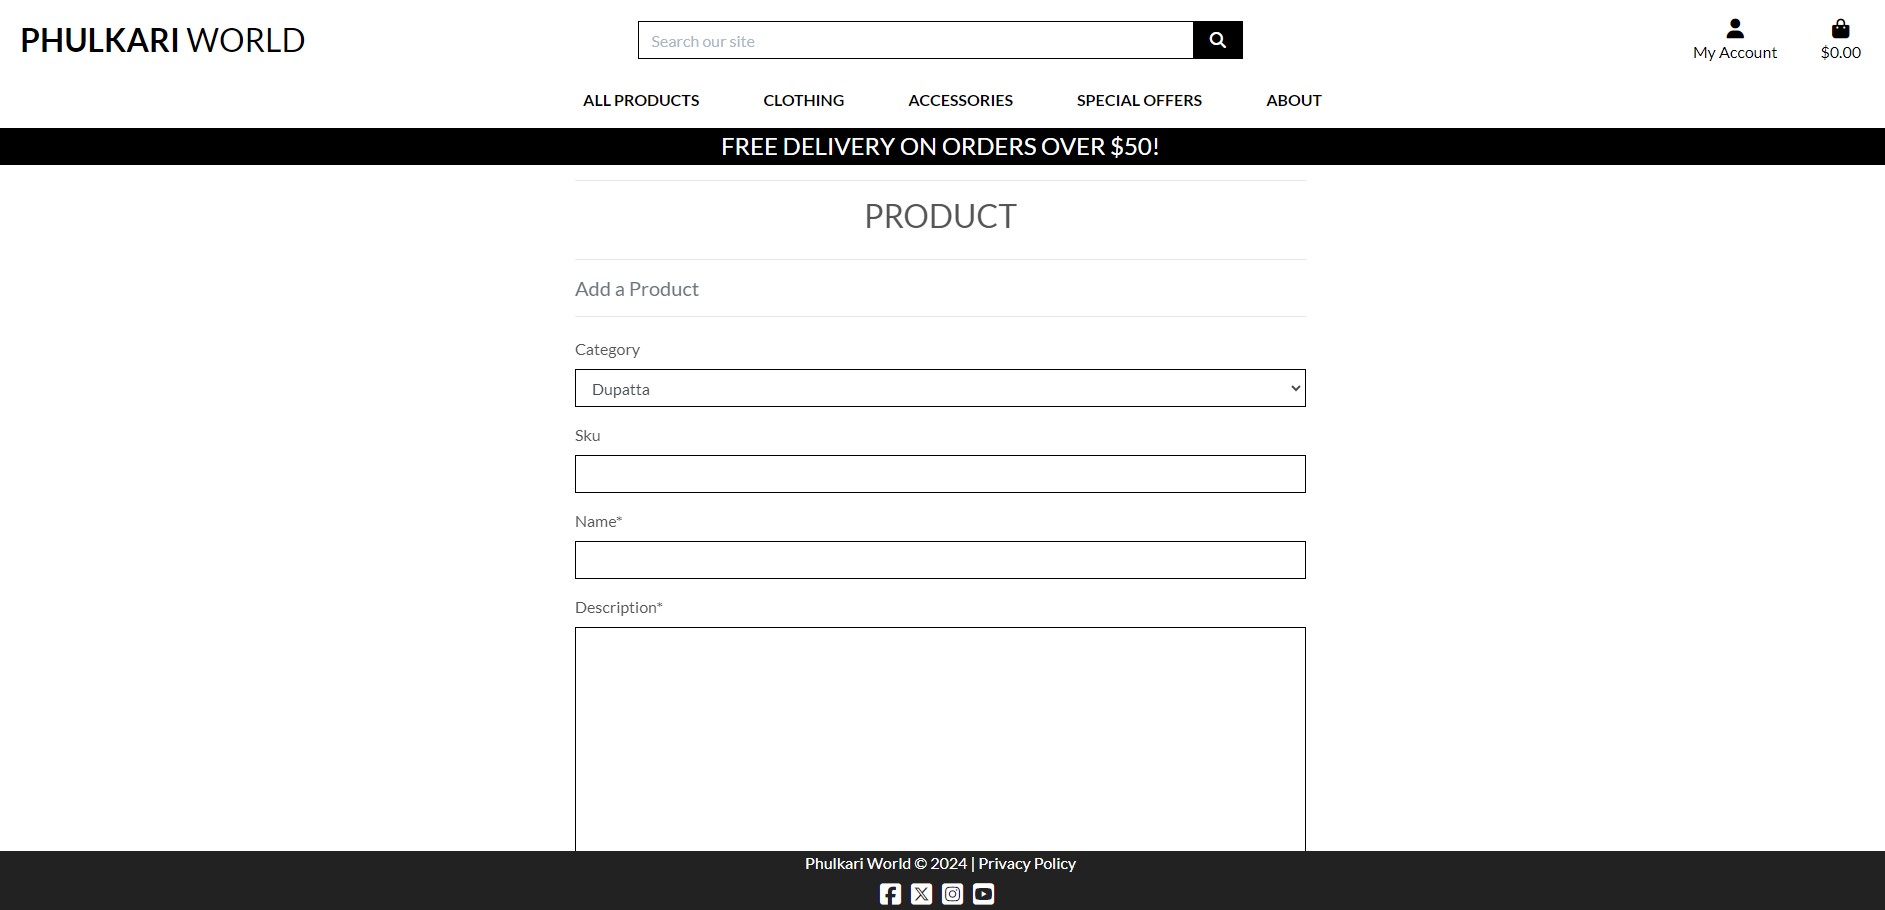 PHULKARI WORLD
Search our site
My Account
$0.00
ALL PRODUCTS CLOTHING ACCESSORIES SPECIAL OFFERS ABOUT
FREE DELIVERY ON ORDERS OVER $50!
PRODUCT
Add a Product
Category
Dupatta
Sku
Name*
Description*
Phulkari World © 2024 | Privacy Policy